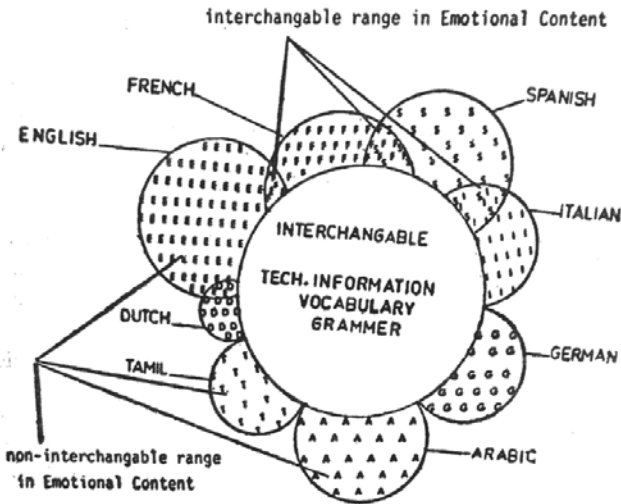 interchangable range in Emotional Content
FRENCH
SPANISH
ENGLISH
ITALIAN
INTERCHANGABLE
TECH. INFORMATION
VOCABULARY
GRAMMER
DUTCH
GERMAN
TAMIL
ARABIC
non-interchangable range
in Emotional Content